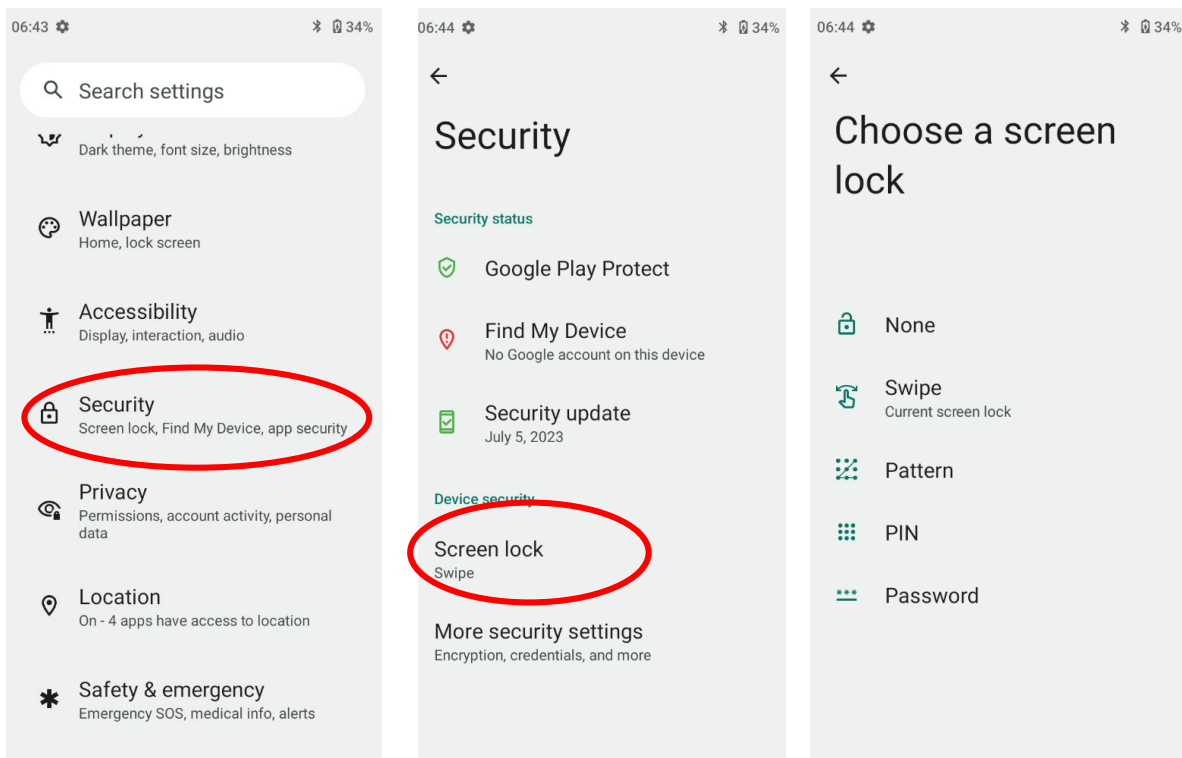 06:43
34%
Search settings
Dark theme, font size, brightness
Wallpaper
Home, lock screen
Accessibility
Display, interaction, audio
Security
Screen lock, Find My Device, app security
Privacy
Permissions, account activity, personal
data
Location
On - 4 apps have access to location
Safety & emergency
Emergency SOS, medical info, alerts
06:44
34%
Security
Security status
Google Play Protect
Find My Device
No Google account on this device
Security update
July 5, 2023
Device security
Screen lock
Swipe
More security settings
Encryption, credentials, and more
06:44
34%
Choose a screen
lock
None
Swipe
Current screen lock
Pattern
PIN
Password